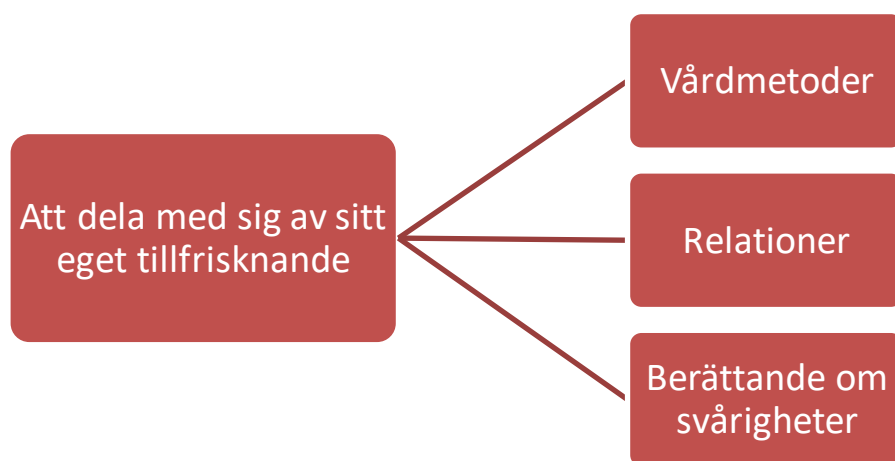 Att dela med sig av sitt
eget tillfrisknande
Vårdmetoder
Relationer
Berättande om
svårigheter